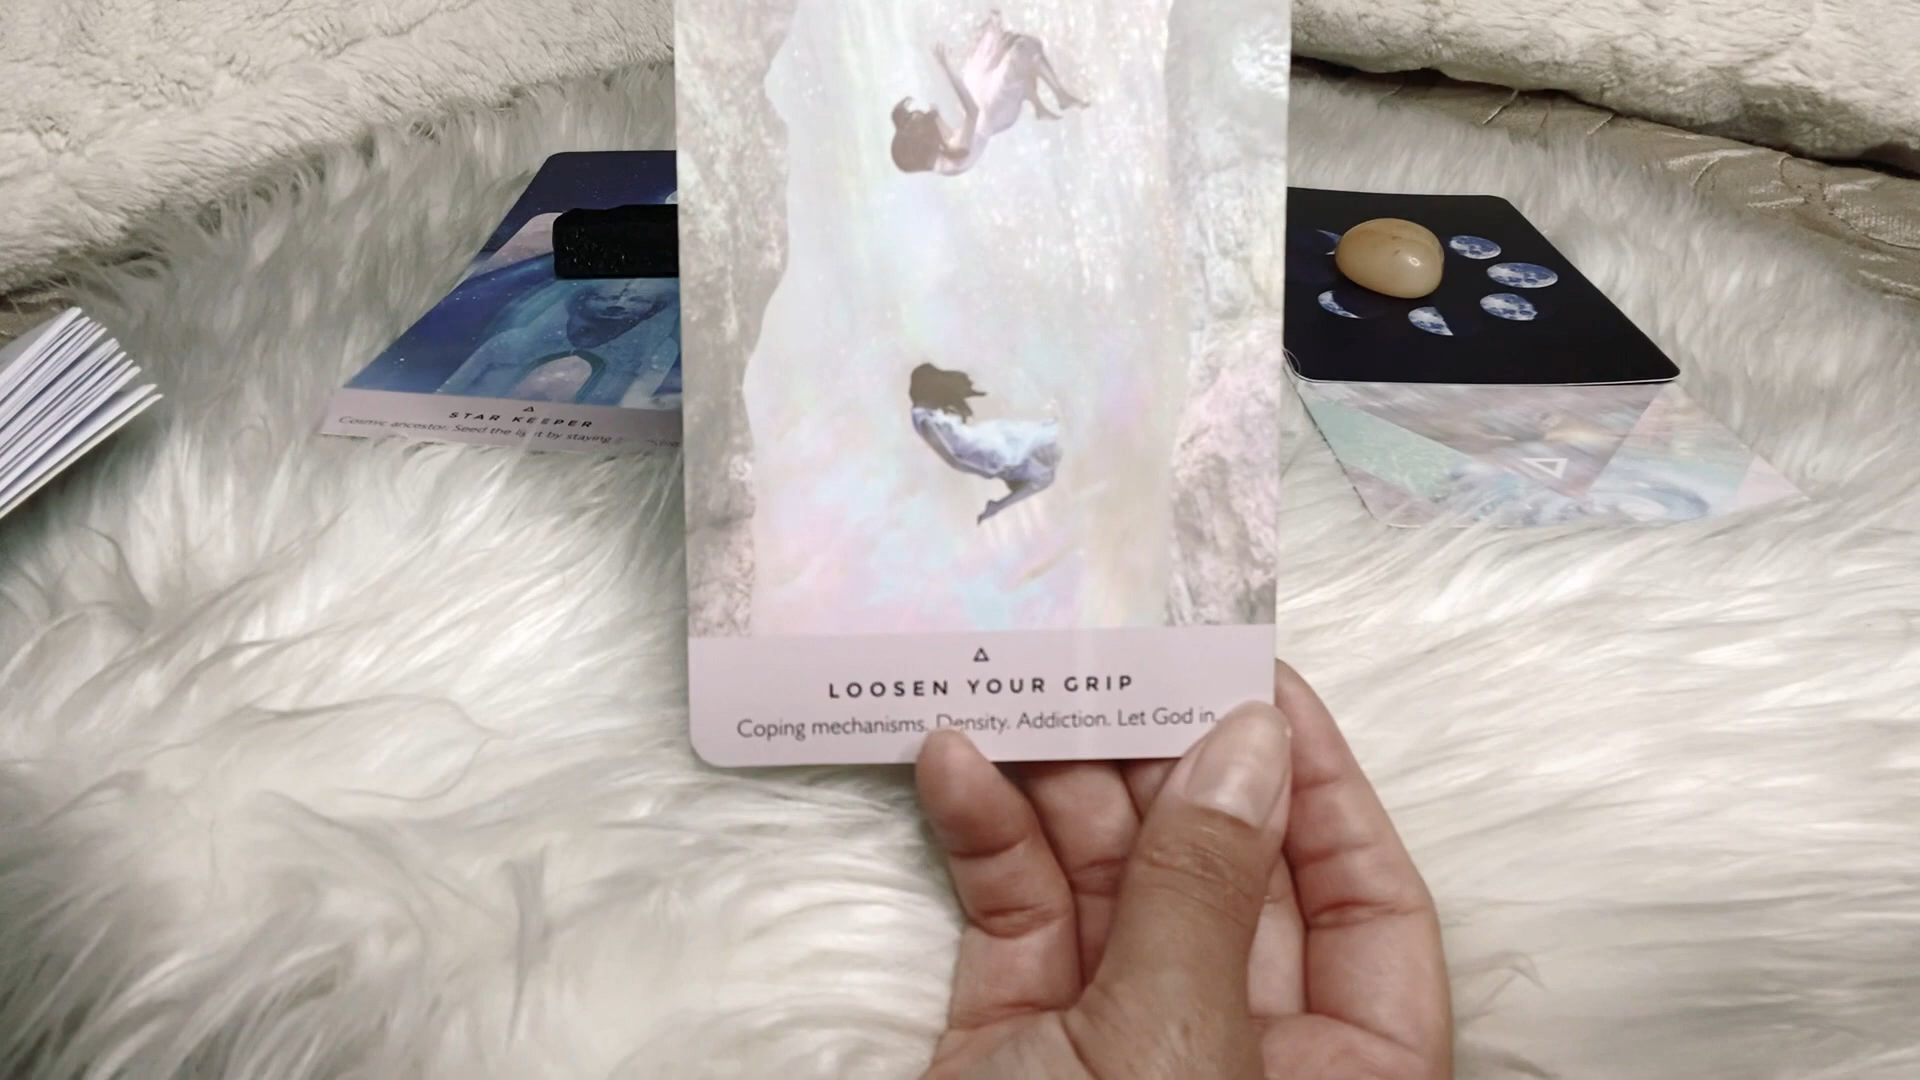 STAR KEEPER
Cosmic ancestor. Seed the light by staying
LOOSEN YOUR GRIP
Coping mechanisms. Density. Addiction. Let God in.